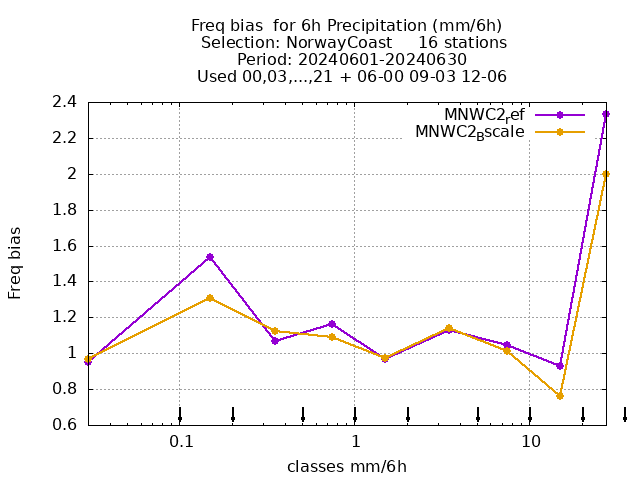 Freq bias  for 6h Precipitation (mm/6h)
Selection: NorwayCoast     16 stations
Period: 20240601-20240630
Used 00,03,...,21 + 06-00 09-03 12-06
MNWC2ref
MNWC2Bscale
2.4
2.2
2
1.8
1.6
1.4
1.2
1
0.8
0.6
Freq bias
0.1
1
10
classes mm/6h